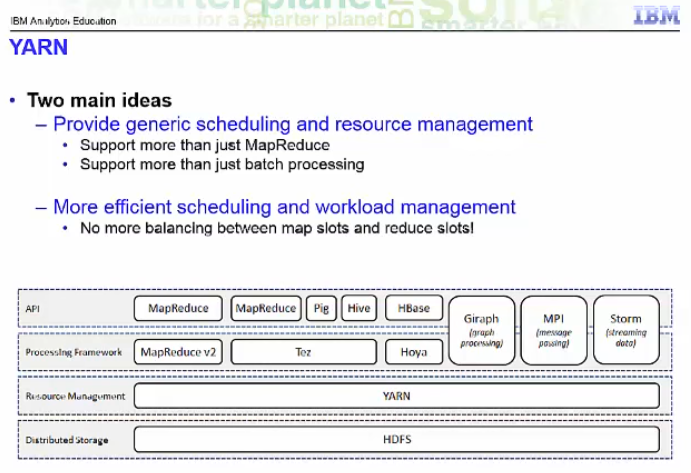 IBM Analytics Education
smarter planet
IBM
YARN
• Two main ideas
– Provide generic scheduling and resource management
• Support more than just MapReduce
• Support more than just batch processing
– More efficient scheduling and workload management
• No more balancing between map slots and reduce slots!
API
MapReduce
MapReduce
Pig
Hive
HBase
Giraph
(graph
processing)
MPI
(message
passing)
Storm
(streaming
data)
Processing Framework
MapReduce v2
Tez
Hoya
Resource Management
YARN
Distributed Storage
HDFS